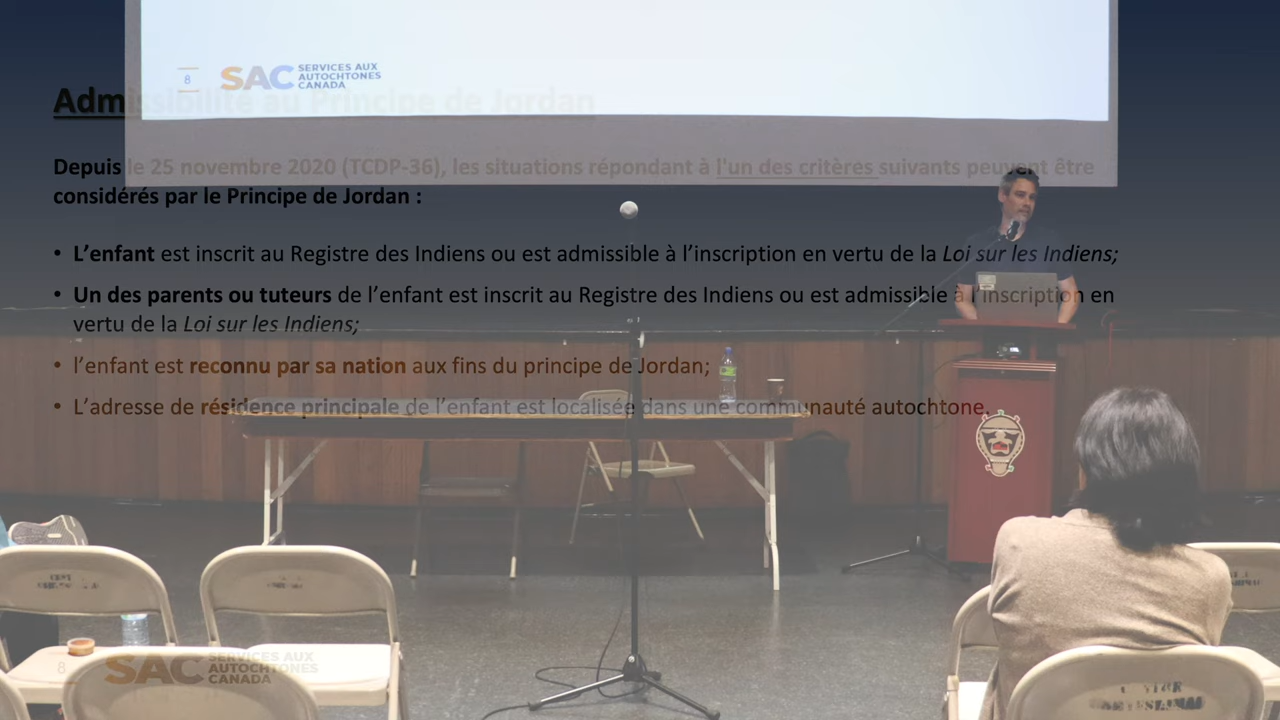 8
SAC SERVICES AUX
AUTOCHTONES
CANADA
Admissibilité au Principe de Jordan
Depuis le 25 novembre 2020 (TCDP-36), les situations répondant à l'un des critères suivants peuvent être
considérés par le Principe de Jordan :
• L’enfant est inscrit au Registre des Indiens ou est admissible à l’inscription en vertu de la Loi sur les Indiens;
• Un des parents ou tuteurs de l’enfant est inscrit au Registre des Indiens ou est admissible à l’inscription en
vertu de la Loi sur les Indiens;
• l’enfant est reconnu par sa nation aux fins du principe de Jordan;
• L’adresse de résidence principale de l’enfant est localisée dans une communauté autochtone.
8
SAC SERVICES AUX
AUTOCHTONES
CANADA